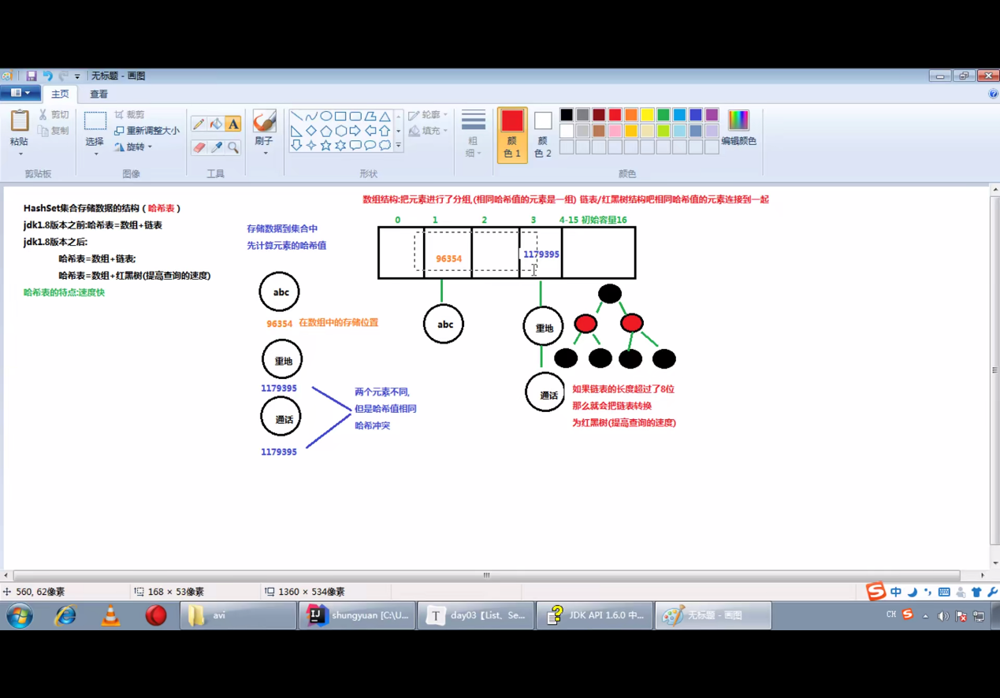 无标题 - 画图
主页
查看
粘贴
剪切
复制
剪贴板
选择
裁剪
重新调整大小
旋转
图像
A
工具
刷子
轮廓
填充
形状
粗
细
颜
色 1
颜
色 2
编辑颜色
颜色
HashSet集合存储数据的结构（哈希表）
jdk1.8版本之前:哈希表=数组+链表
jdk1.8版本之后:
哈希表=数组+链表;
哈希表=数组+红黑树(提高查询的速度)
哈希表的特点:速度快
存储数据到集合中
先计算元素的哈希值
abc
96354 在数组中的存储位置
重地
1179395
通话
1179395
两个元素不同,
但是哈希值相同
哈希冲突
数组结构:把元素进行了分组,(相同哈希值的元素是一组) 链表/红黑树结构吧相同哈希值的元素连接到一起
0 1 2 3 4-15 初始容量16
96354
1179395
abc
重地
通话
如果链表的长度超过了8位
那么就会把链表转换
为红黑树(提高查询的速度)
560, 62像素
168 × 53像素
1360 × 534像素
中
avi
shungyuan [C:\U...
day03【List、Se...
JDK API 1.6.0 中...
无标题 - 画图
CH